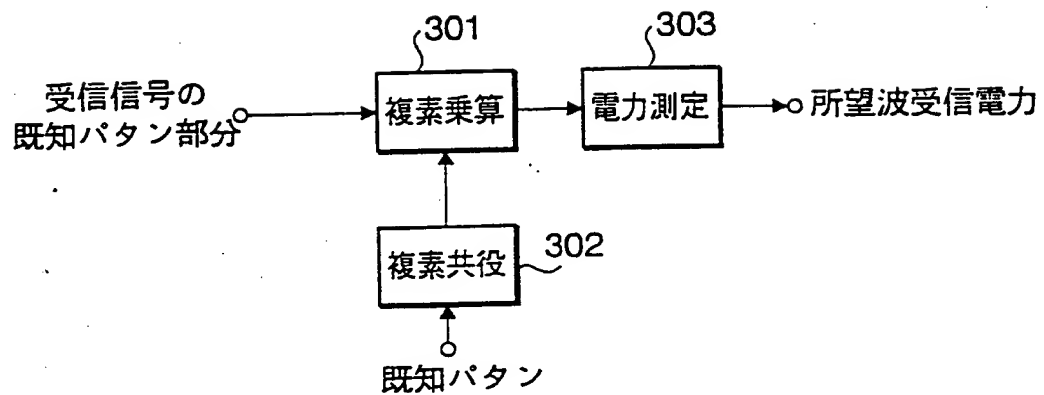 301
303
受信信号の
既知パタン部分
複素乗算
電力測定
所望波受信電力
複素共役
302
既知パタン